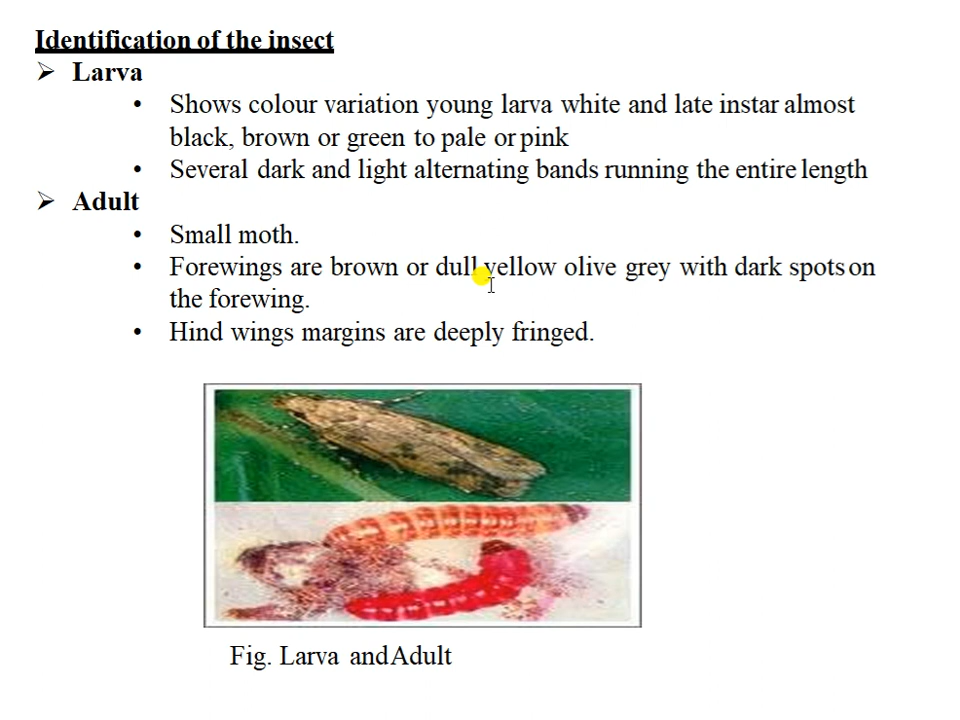 Identification of the insect
➢ Larva
• Shows colour variation young larva white and late instar almost
black, brown or green to pale or pink
• Several dark and light alternating bands running the entire length
➢ Adult
• Small moth.
• Forewings are brown or dull yellow olive grey with dark spots on
the forewing.
• Hind wings margins are deeply fringed.
Fig. Larva and Adult